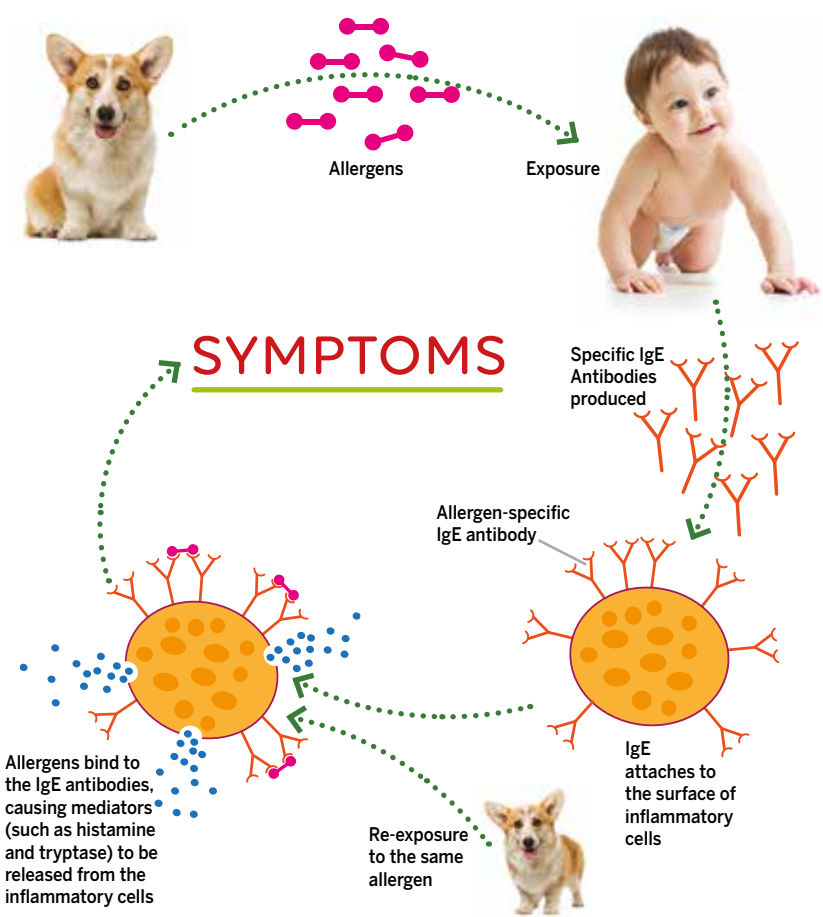 Allergens
Exposure
SYMPTOMS
Specific IgE
Antibodies
produced
Allergen-specific
IgE antibody
IgE
attaches to
the surface of
inflammatory
cells
Allergens bind to
the IgE antibodies,
causing mediators
(such as histamine
and tryptase) to be
released from the
inflammatory cells
Re-exposure
to the same
allergen